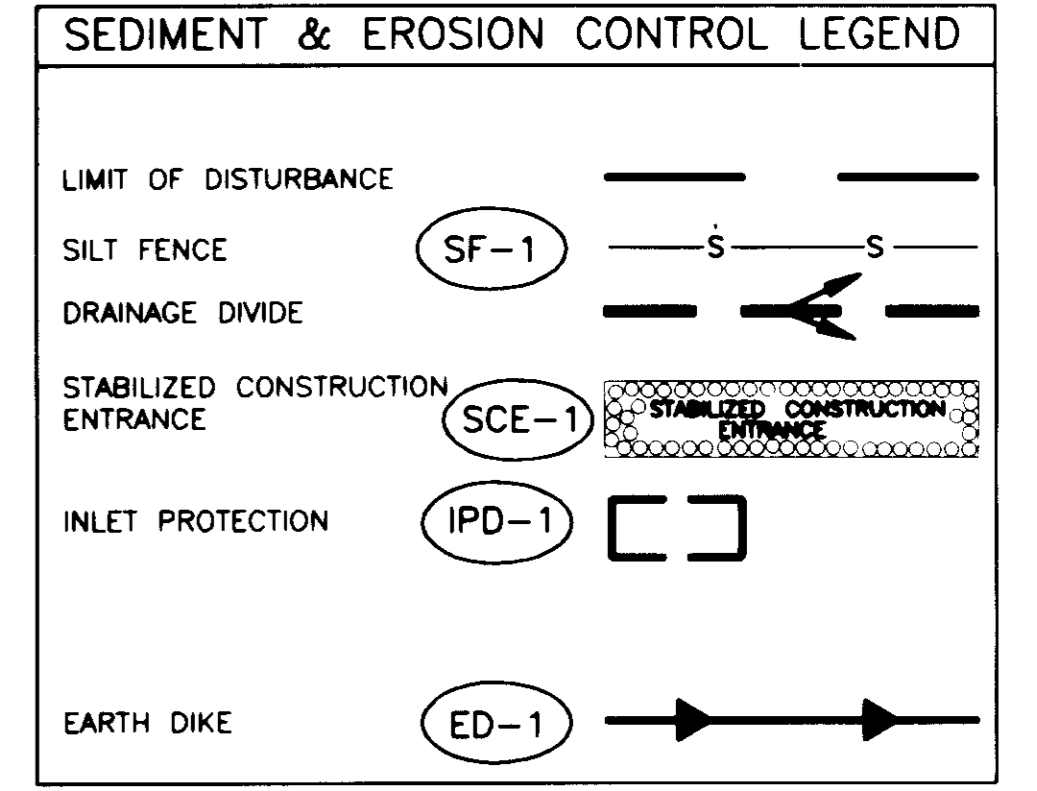 SEDIMENT & EROSION CONTROL LEGEND
LIMIT OF DISTURBANCE
SILT FENCE SF-1 S S
DRAINAGE DIVIDE
STABILIZED CONSTRUCTION
ENTRANCE SCE-1
STABILIZED CONSTRUCTION
ENTRANCE
INLET PROTECTION IPD-1
EARTH DIKE ED-1